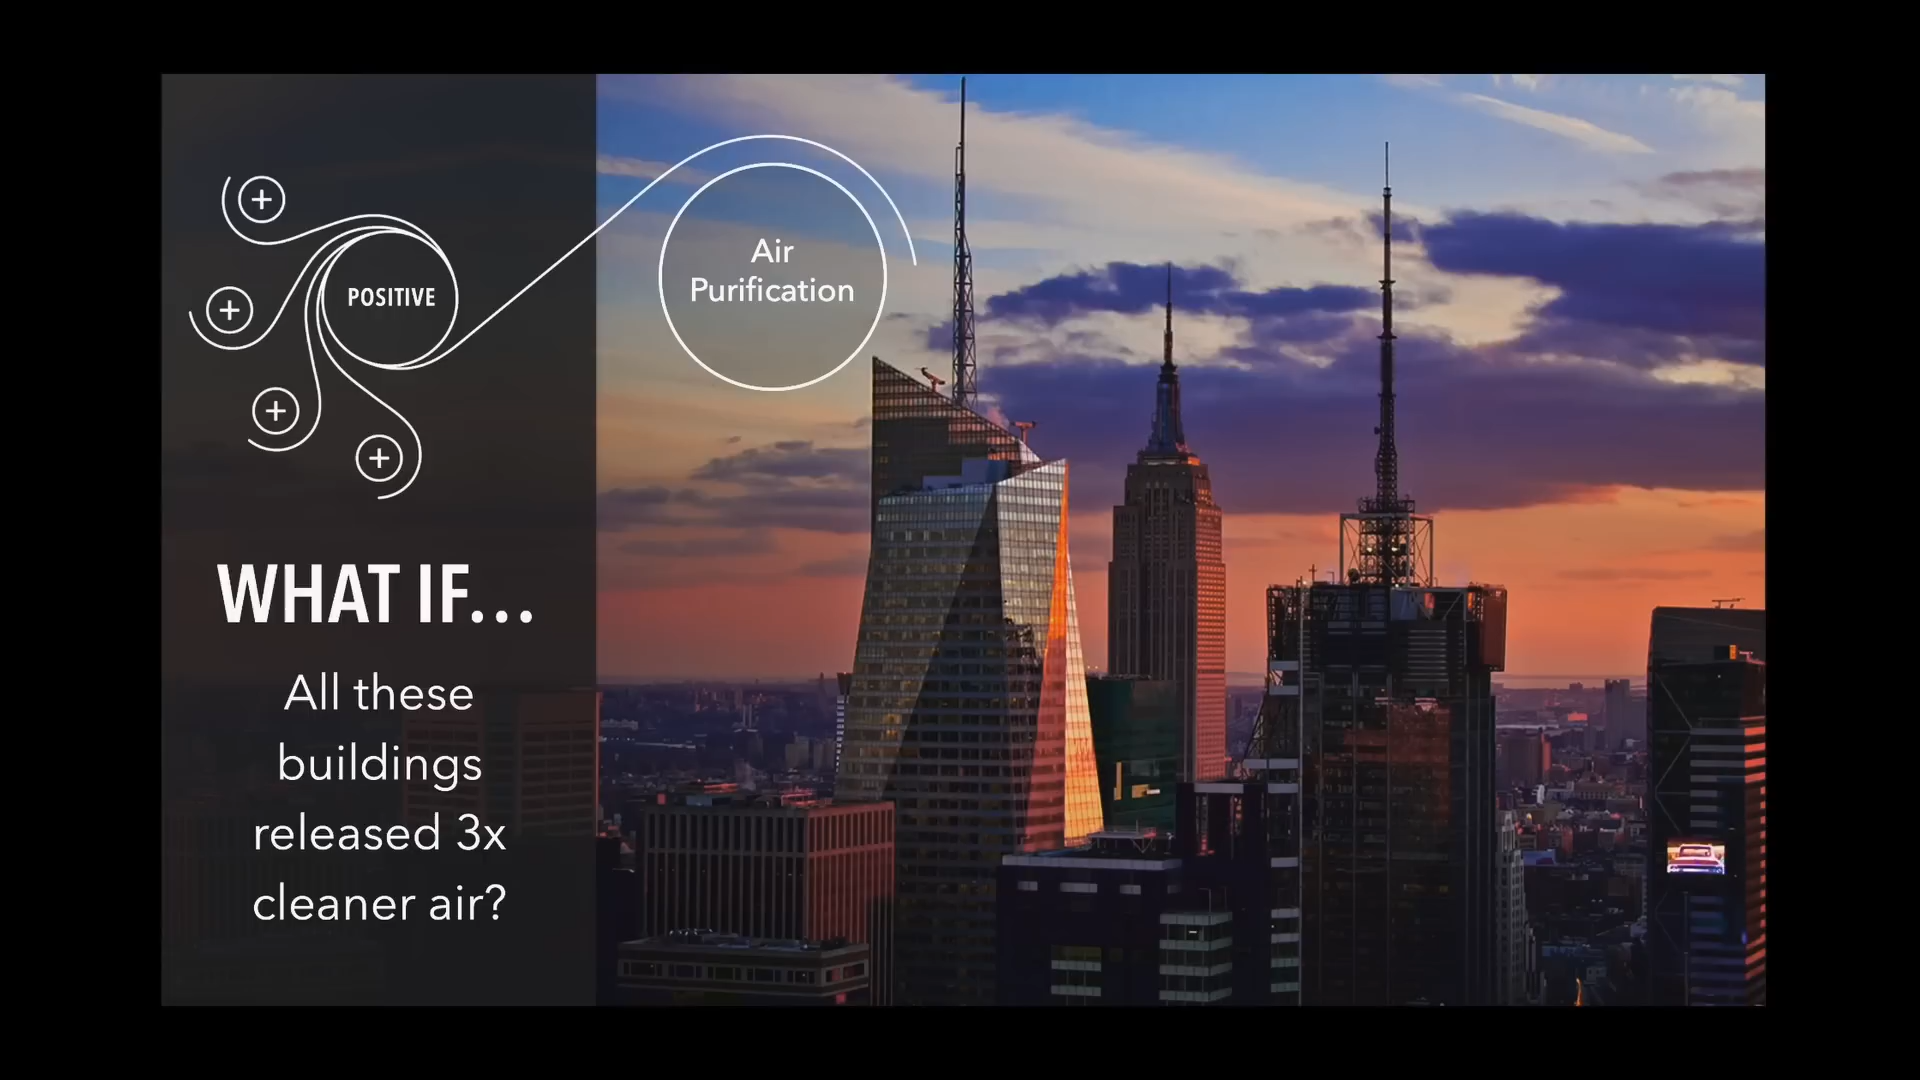 POSITIVE
Air
Purification
WHAT IF...
All these
buildings
released 3x
cleaner air?